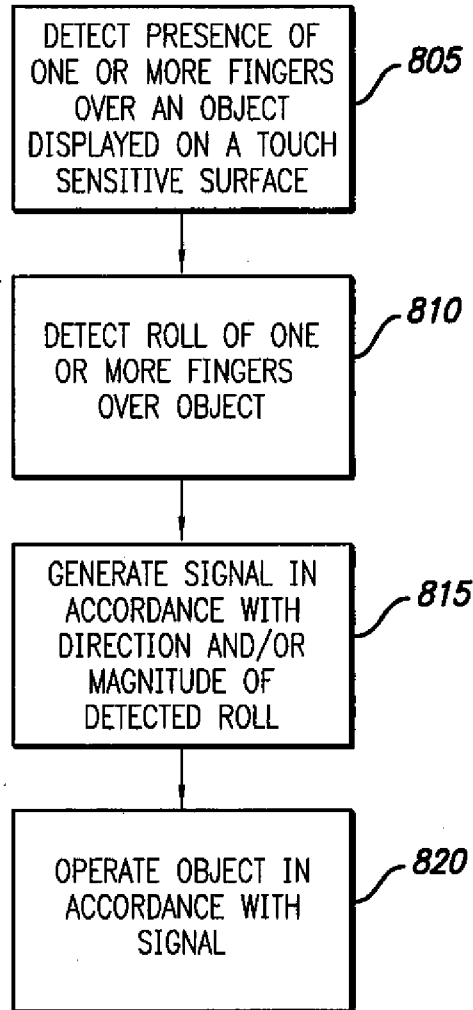 DETECT PRESENCE OF
ONE OR MORE FINGERS
OVER AN OBJECT
DISPLAYED ON A TOUCH
SENSITIVE SURFACE
805
DETECT ROLL OF ONE
OR MORE FINGERS
OVER OBJECT
810
GENERATE SIGNAL IN
ACCORDANCE WITH
DIRECTION AND/OR
MAGNITUDE OF
DETECTED ROLL
815
OPERATE OBJECT IN
ACCORDANCE WITH
SIGNAL
820